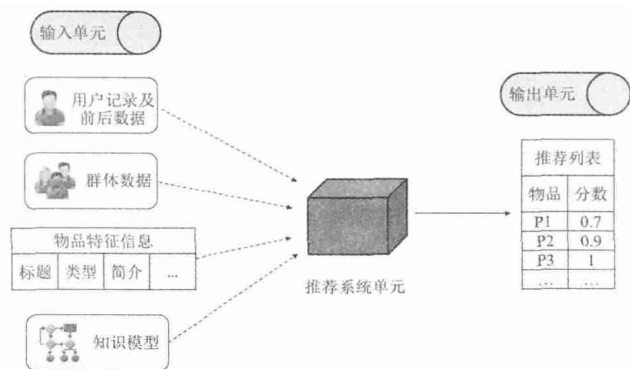 输入单元
用户记录及
前后数据
群体数据
物品特征信息
标题 类型 简介 ...
知识模型
推荐系统单元
输出单元
推荐列表
物品 分数
P1 0.7
P2 0.9
P3 1
... ...